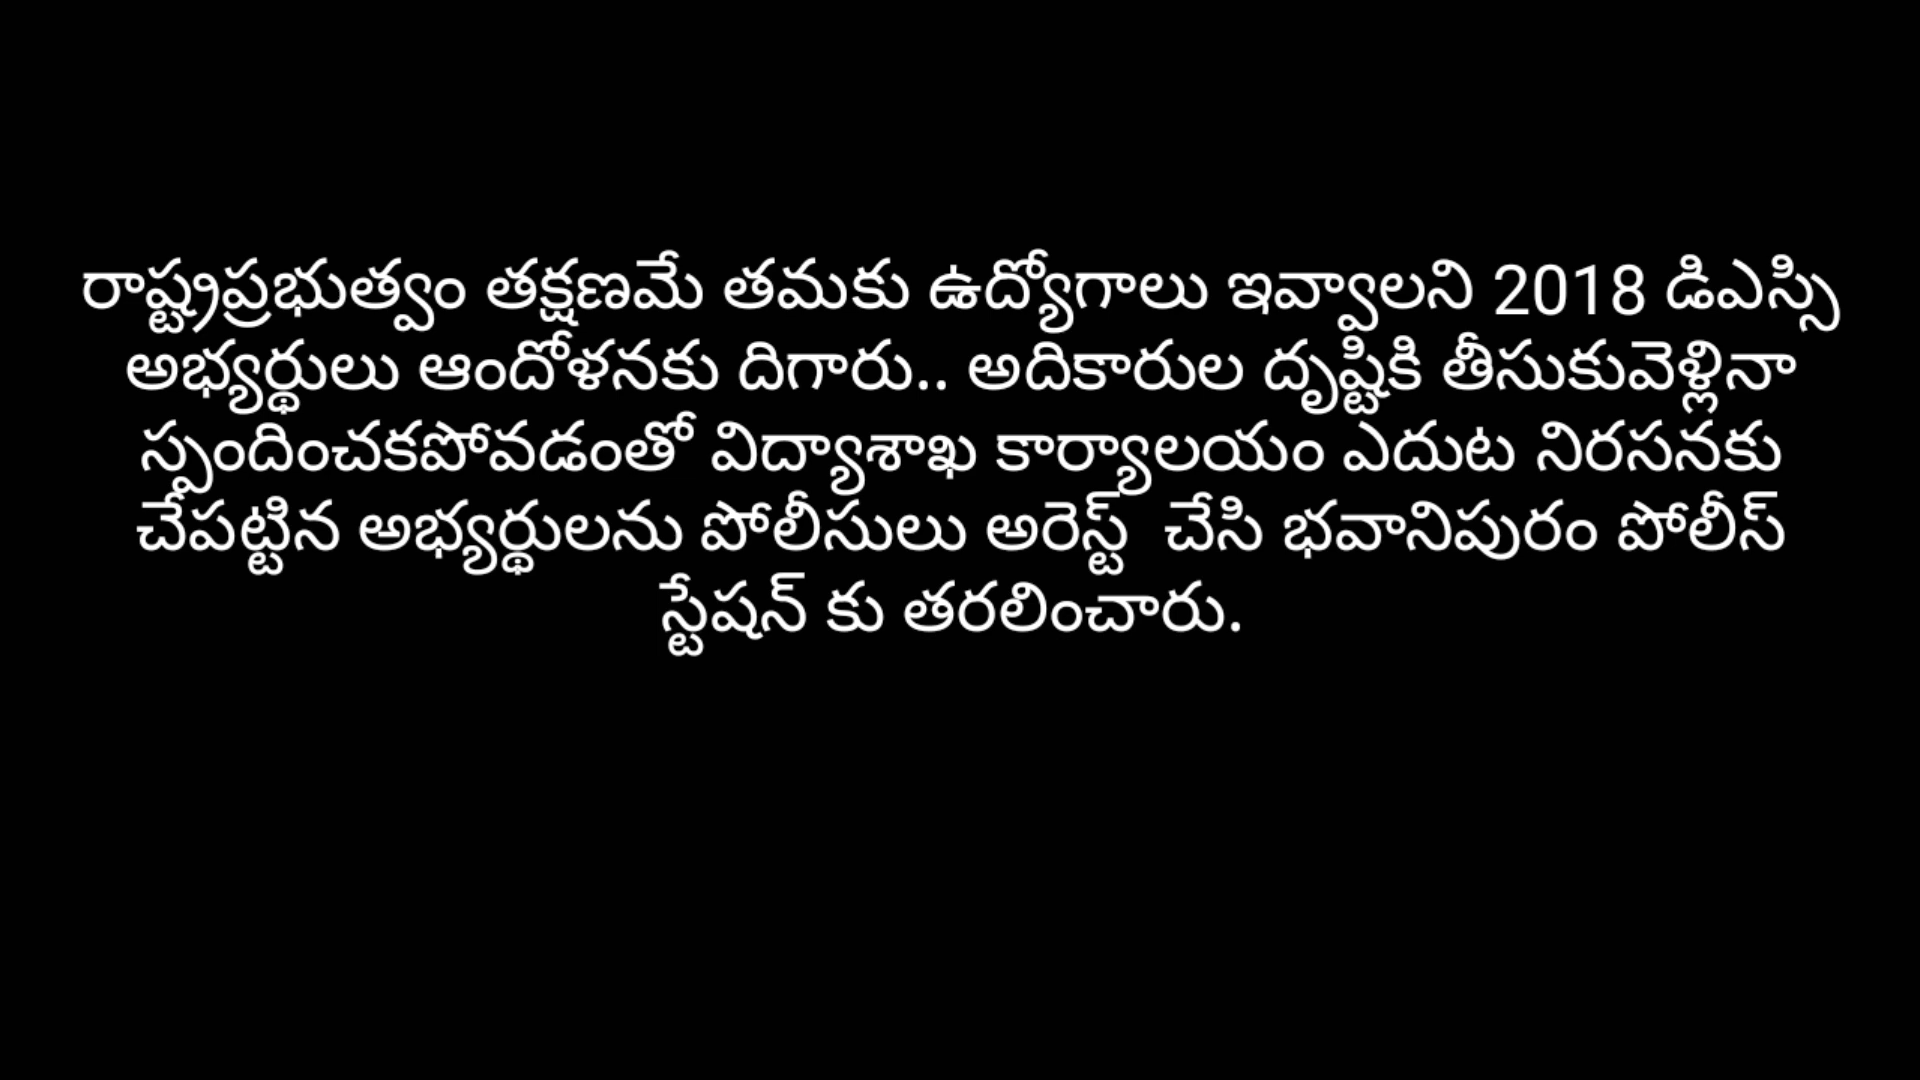 రాష్ట్రప్రభుత్వం తక్షణమే తమకు ఉద్యోగాలు ఇవ్వాలని 2018 డిఎస్సి
అభ్యర్థులు ఆందోళనకు దిగారు.. అదికారుల దృష్టికి తీసుకువెళ్లినా
స్పందించకపోవడంతో విద్యాశాఖ కార్యాలయం ఎదుట నిరసనకు
చేపట్టిన అభ్యర్థులను పోలీసులు అరెస్ట్  చేసి భవానిపురం పోలీస్
స్టేషన్ కు తరలించారు.